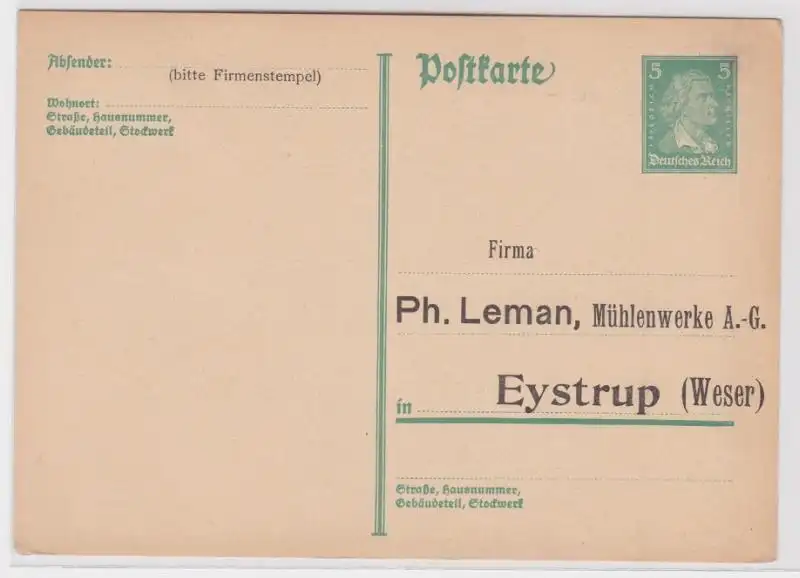 Absender:
(bitte Firmenstempel)
Wohnort:
Straße, Hausnummer,
Gebäudeteil, Stockwerk
Postkarte
5 5
FRIEDRICH
Deutsches Reich
Firma
Ph. Leman, Mühlenwerke A.-G.
in Eystrup (Weser)
Straße, Hausnummer,
Gebäudeteil, Stockwerk